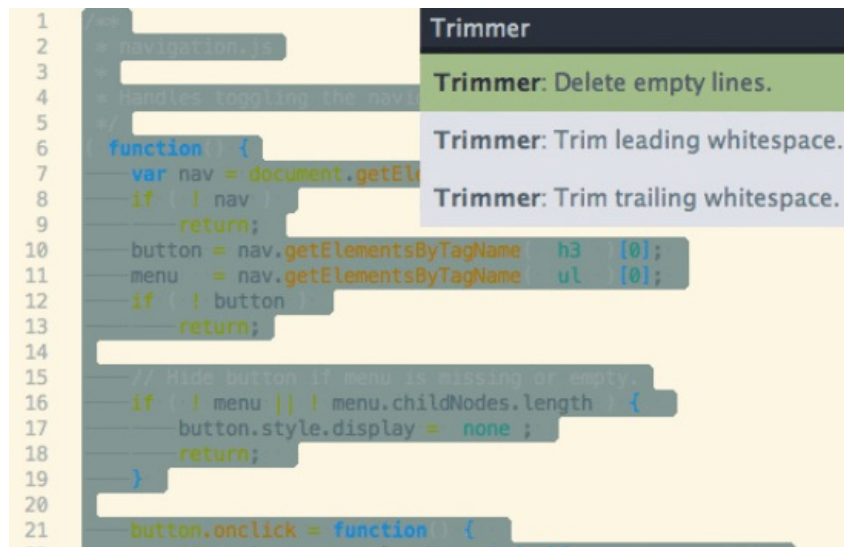 Trimmer
Trimmer: Delete empty lines.
Trimmer: Trim leading whitespace.
Trimmer: Trim trailing whitespace.
1 /**
2 * navigation.js
3 *
4 * Handles toggling the
5 */
6 ( function() {
7 var nav = document.
8 if ( ! nav )
9 return;
10 button = nav.getElementsByTagName( h3 )[0];
11 menu = nav.getElementsByTagName( ul )[0];
12 if ( ! button )
13 return;
14
15 // Hide button if menu is missing or empty.
16 if ( ! menu || ! menu.childNodes.length ) {
17 button.style.display = none ;
18 return;
19 }
20
21 button.onclick = function() {